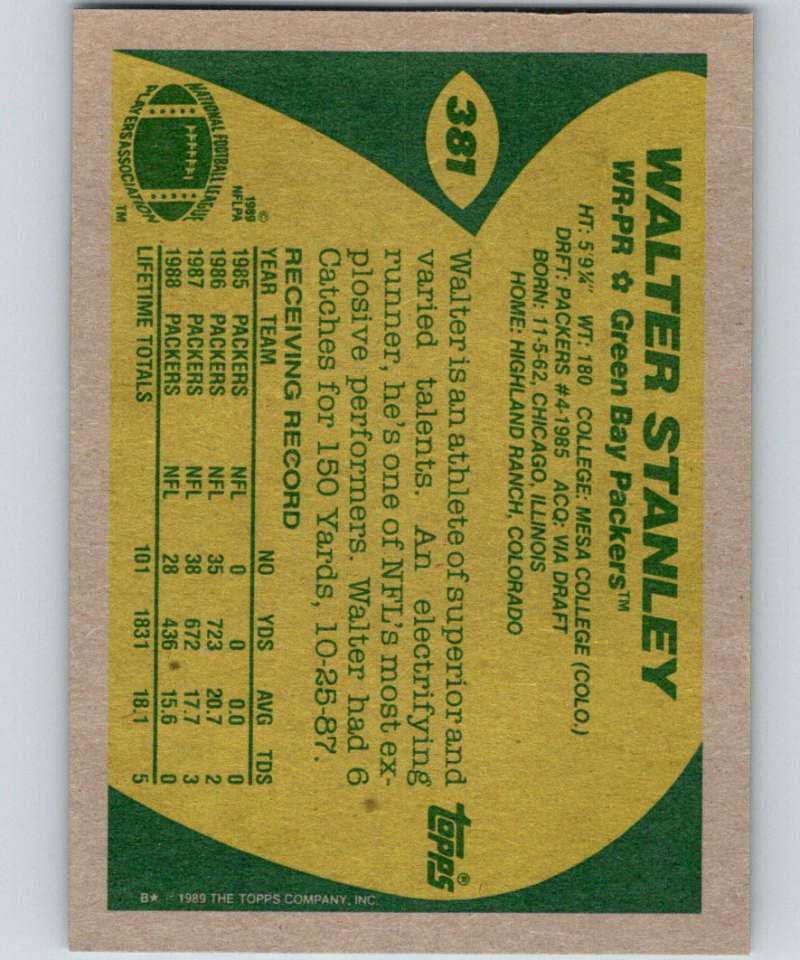 381
WALTER STANLEY
WR-PR ✩ Green Bay Packers™
HT: 5'9¼" WT: 180 COLLEGE: MESA COLLEGE (COLO.)
DRFT: PACKERS #4-1985 ACQ: VIA DRAFT
BORN: 11-5-62, CHICAGO, ILLINOIS
HOME: HIGHLAND RANCH, COLORADO
Walter is an athlete of superior and
varied talents. An electrifying
runner, he's one of NFL's most ex-
plosive performers. Walter had 6
Catches for 150 Yards, 10-25-87.
RECEIVING RECORD
YEAR TEAM NO YDS AVG TDS
1985 PACKERS NFL 0 0 0.0 0
1986 PACKERS NFL 35 723 20.7 2
1987 PACKERS NFL 38 672 17.7 3
1988 PACKERS NFL 28 436 15.6 0
LIFETIME TOTALS 101 1831 18.1 5
NATIONAL FOOTBALL LEAGUE
PLAYERS ASSOCIATION
TM
©
1989
NFLPA
topps®
B★ © 1989 THE TOPPS COMPANY, INC.